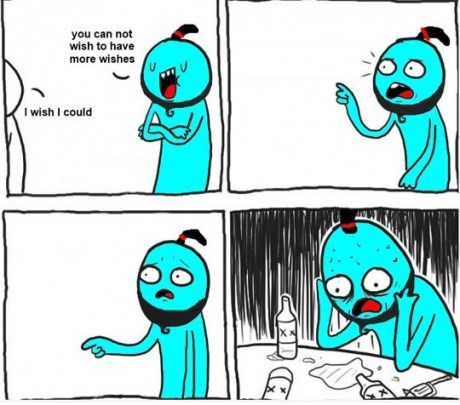 you can not
wish to have
more wishes
I wish I could
X X
X X
X X